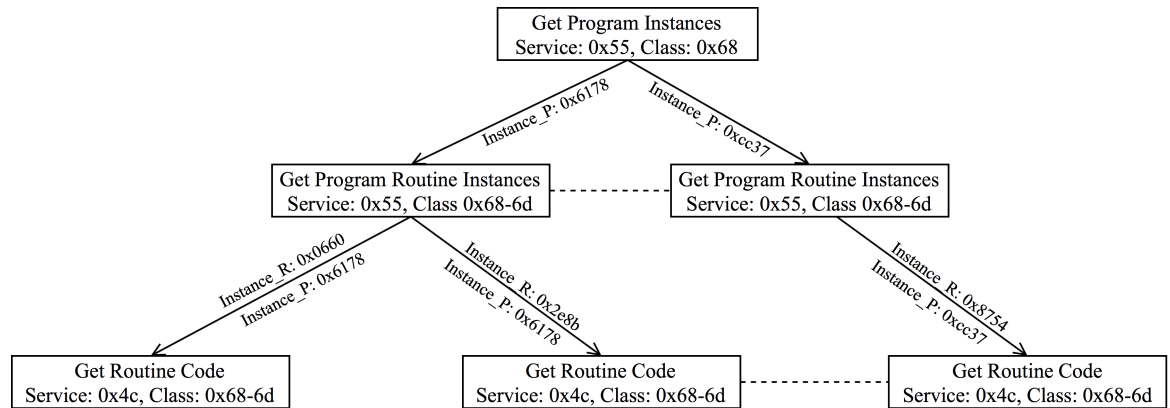 Get Program Instances
Service: 0x55, Class: 0x68
Instance_P: 0x6178
Instance_P: 0xcc37
Get Program Routine Instances
Service: 0x55, Class 0x68-6d
Get Program Routine Instances
Service: 0x55, Class 0x68-6d
Instance_R: 0x0660
Instance_P: 0x6178
Instance_R: 0x2e8b
Instance_P: 0x6178
Instance_R: 0x8754
Instance_P: 0xcc37
Get Routine Code
Service: 0x4c, Class: 0x68-6d
Get Routine Code
Service: 0x4c, Class: 0x68-6d
Get Routine Code
Service: 0x4c, Class: 0x68-6d